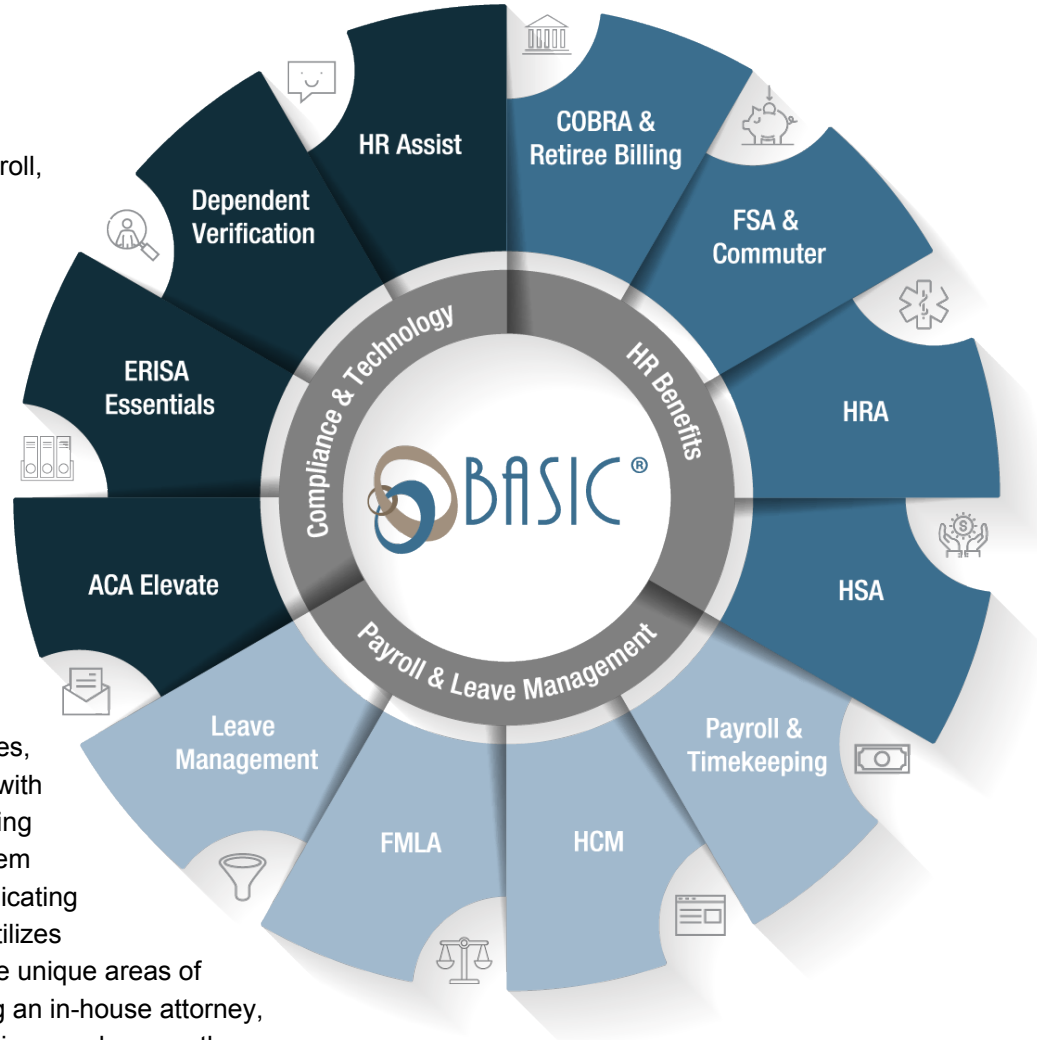 roll,
HR Assist
COBRA &
Retiree Billing
Dependent
Verification
FSA &
Commuter
ERISA
Essentials
HRA
ACA Elevate
HSA
Leave
Management
Payroll &
Timekeeping
FMLA
HCM
Compliance & Technology
HR Benefits
Payroll & Leave Management
BASIC®
es,
with
ing
em
icating
tilizes
e unique areas of
g an in-house attorney,